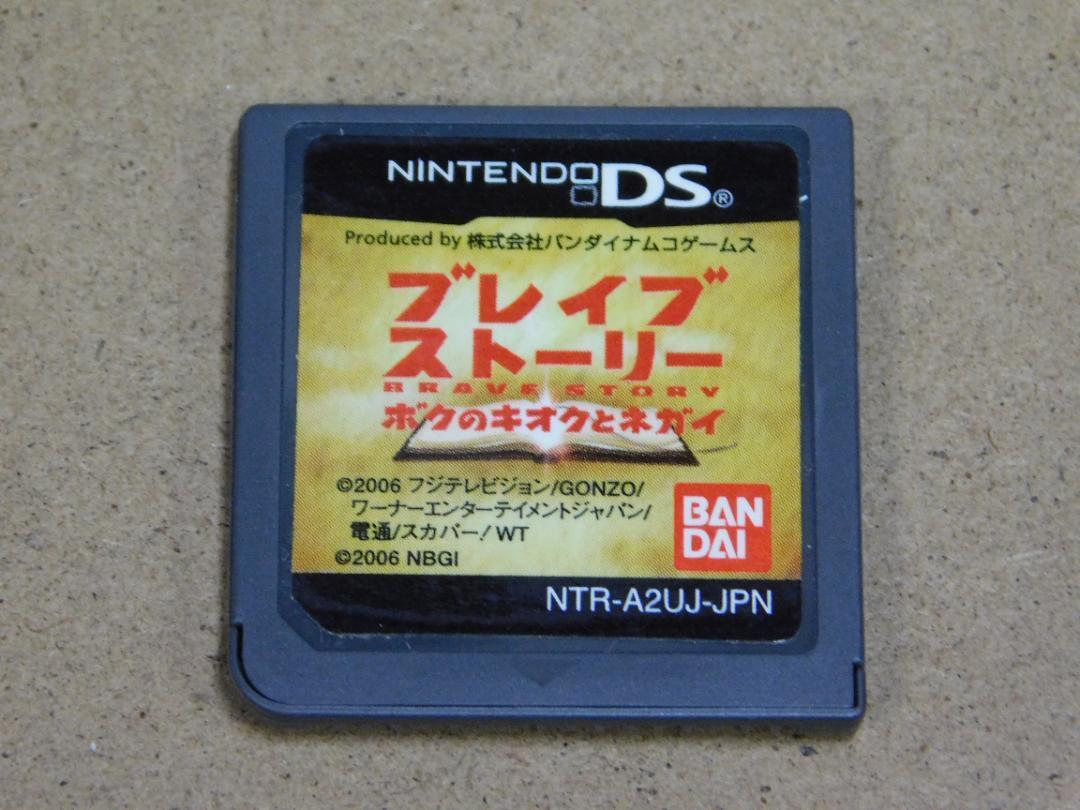 NINTENDO DS®
Produced by 株式会社バンダイナムコゲームス
ブレイブ
ストーリー
BRAVE STORY
ボクのキオクとネガイ
©2006 フジテレビジョン/GONZO/
ワーナーエンターテイメントジャパン/
電通/スカパー!WT
©2006 NBGI
BAN
DAI
NTR-A2UJ-JPN